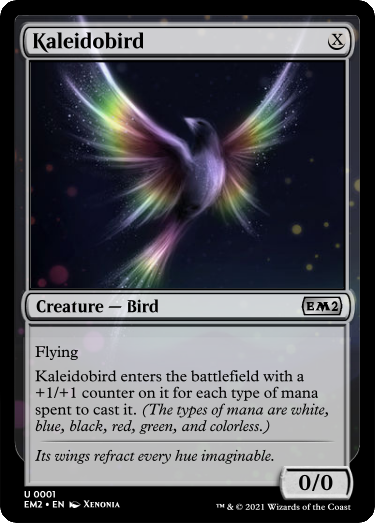 Kaleidobird X
Creature — Bird EM2
Flying
Kaleidobird enters the battlefield with a
+1/+1 counter on it for each type of mana
spent to cast it. (The types of mana are white,
blue, black, red, green, and colorless.)
Its wings refract every hue imaginable.
0/0
U 0001
EM2 • EN XENONIA
™ & © 2021 Wizards of the Coast